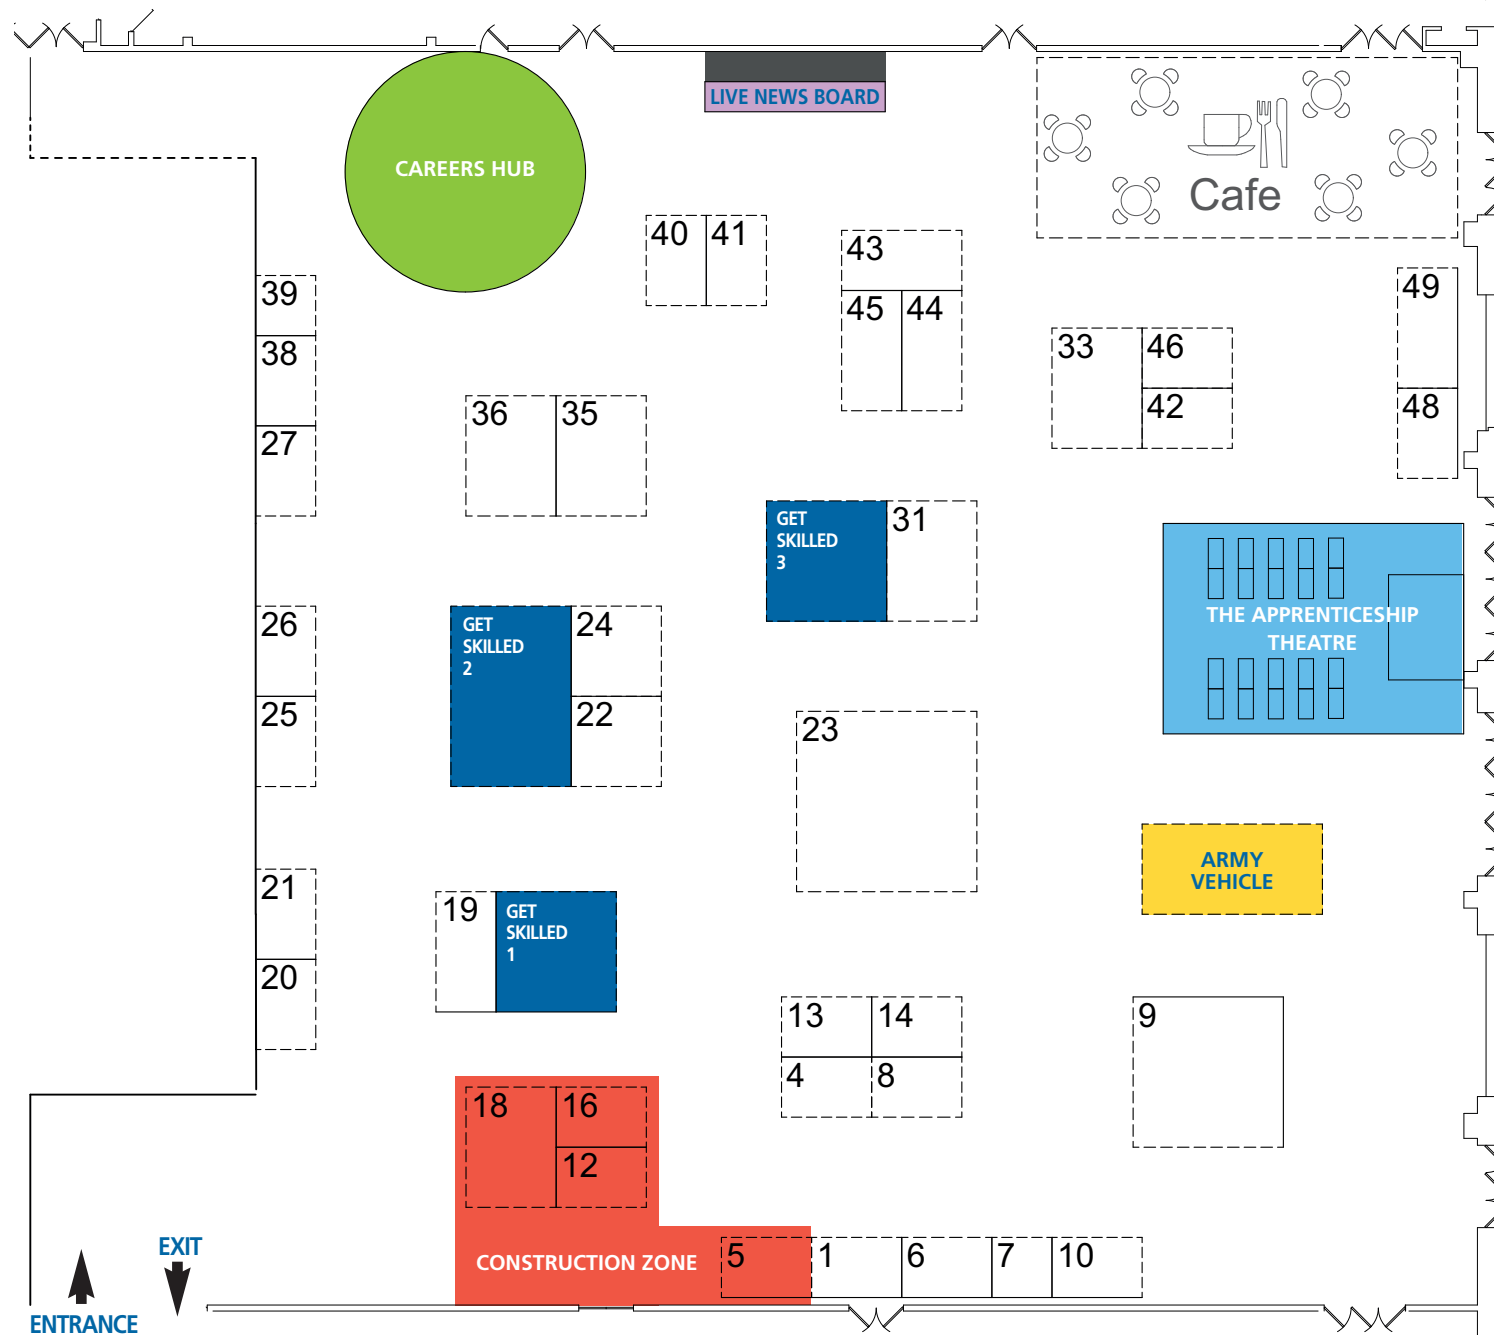 LIVE NEWS BOARD
CAREERS HUB
Cafe
40 41
43
45 44
39
38
27
49
48
33 46
42
36 35
GET
SKILLED
3
31
GET
SKILLED
2
24
22
26
25
THE APPRENTICESHIP
THEATRE
23
ARMY
VEHICLE
21
20
19
GET
SKILLED
1
13 14
4 8
9
18 16
12
CONSTRUCTION ZONE
5 1 6 7 10
EXIT
ENTRANCE